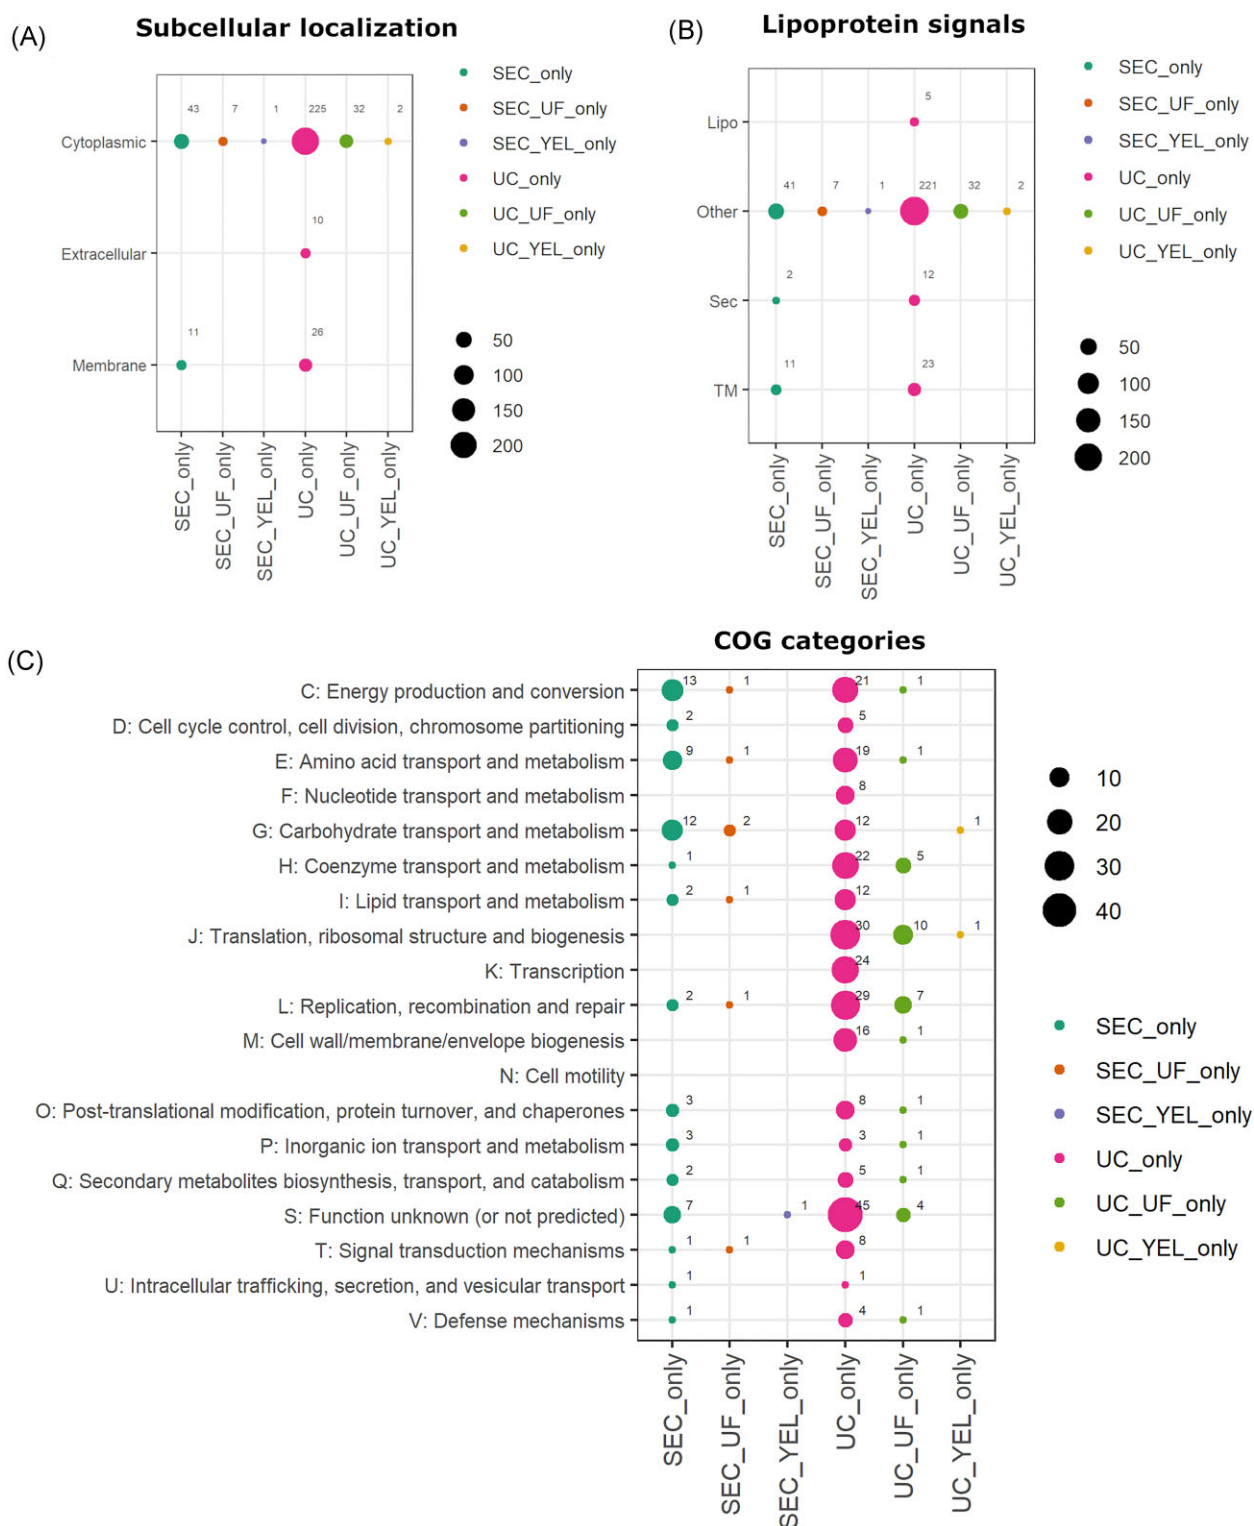 (A)
Subcellular localization
43 7 1 225 32 2
Cytoplasmic
10
Extracellular
11 26
Membrane
SEC_only
SEC_UF_only
SEC_YEL_only
UC_only
UC_UF_only
UC_YEL_only
SEC_only
SEC_UF_only
SEC_YEL_only
UC_only
UC_UF_only
UC_YEL_only
50
100
150
200
(B)
Lipoprotein signals
5
Lipo
41 7 1 221 32 2
Other
2 12
Sec
11 23
TM
SEC_only
SEC_UF_only
SEC_YEL_only
UC_only
UC_UF_only
UC_YEL_only
SEC_only
SEC_UF_only
SEC_YEL_only
UC_only
UC_UF_only
UC_YEL_only
50
100
150
200
(C)
COG categories
C: Energy production and conversion 13 1 21 1
D: Cell cycle control, cell division, chromosome partitioning 2 5
E: Amino acid transport and metabolism 9 1 19 1
F: Nucleotide transport and metabolism 8
G: Carbohydrate transport and metabolism 12 2 12 1
H: Coenzyme transport and metabolism 1 22 5
I: Lipid transport and metabolism 2 1 12
J: Translation, ribosomal structure and biogenesis 30 10 1
K: Transcription 24
L: Replication, recombination and repair 2 1 29 7
M: Cell wall/membrane/envelope biogenesis 16 1
N: Cell motility
O: Post-translational modification, protein turnover, and chaperones 3 8 1
P: Inorganic ion transport and metabolism 3 3 1
Q: Secondary metabolites biosynthesis, transport, and catabolism 2 5 1
S: Function unknown (or not predicted) 7 1 45 4
T: Signal transduction mechanisms 1 1 8
U: Intracellular trafficking, secretion, and vesicular transport 1 1
V: Defense mechanisms 1 4 1
SEC_only
SEC_UF_only
SEC_YEL_only
UC_only
UC_UF_only
UC_YEL_only
10
20
30
40
SEC_only
SEC_UF_only
SEC_YEL_only
UC_only
UC_UF_only
UC_YEL_only